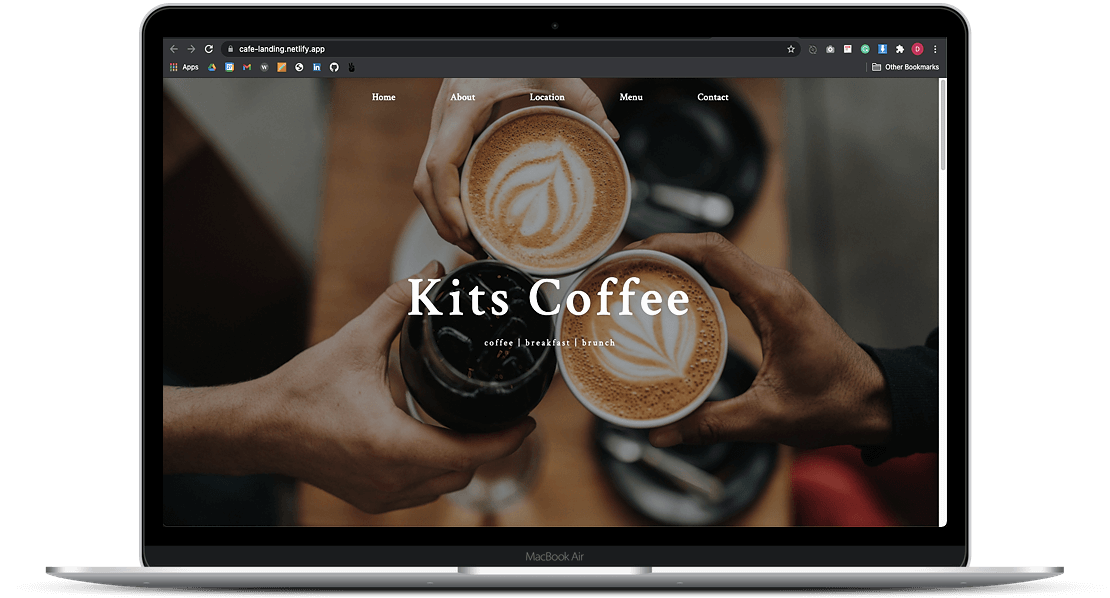 cafe-landing.netlify.app
D
Apps
Other Bookmarks
Home About Location Menu Contact
Kits Coffee
coffee | breakfast | brunch
MacBook Air